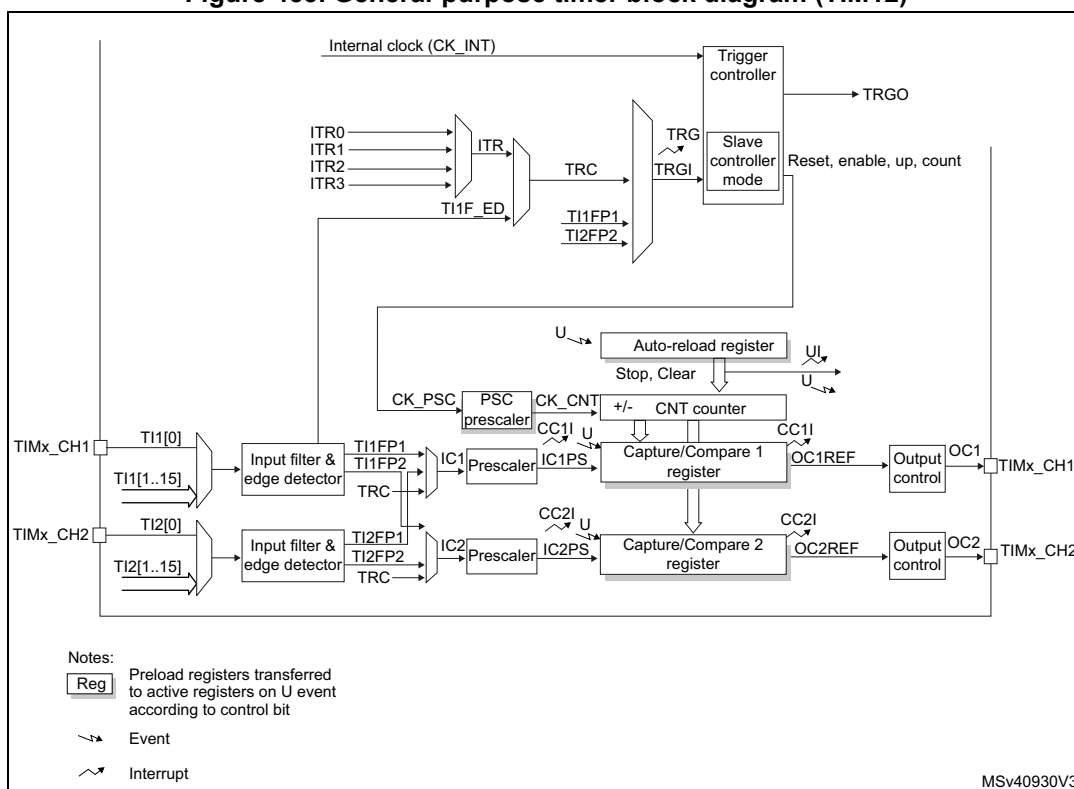 General purpose timer block diagram (TIM12)
Internal clock (CK_INT)
Trigger
controller
TRGO
ITR0
ITR1
ITR2
ITR3
ITR
TRC
TI1F_ED
TI1FP1
TI2FP2
TRG
TRGI
Slave
controller
mode
Reset, enable, up, count
U
Auto-reload register
UI
Stop, Clear
U
CK_PSC
PSC
prescaler
CK_CNT
+/-
CNT counter
TIMx_CH1
TI1[0]
TI1[1..15]
Input filter &
edge detector
TI1FP1
TI1FP2
TRC
IC1
Prescaler
CC1I
IC1PS
U
Capture/Compare 1
register
CC1I
OC1REF
Output
control
OC1
TIMx_CH1
TIMx_CH2
TI2[0]
TI2[1..15]
Input filter &
edge detector
TI2FP1
TI2FP2
TRC
IC2
Prescaler
CC2I
IC2PS
U
Capture/Compare 2
register
CC2I
OC2REF
Output
control
OC2
TIMx_CH2
Notes:
Reg
Preload registers transferred
to active registers on U event
according to control bit
Event
Interrupt
MSv40930V3